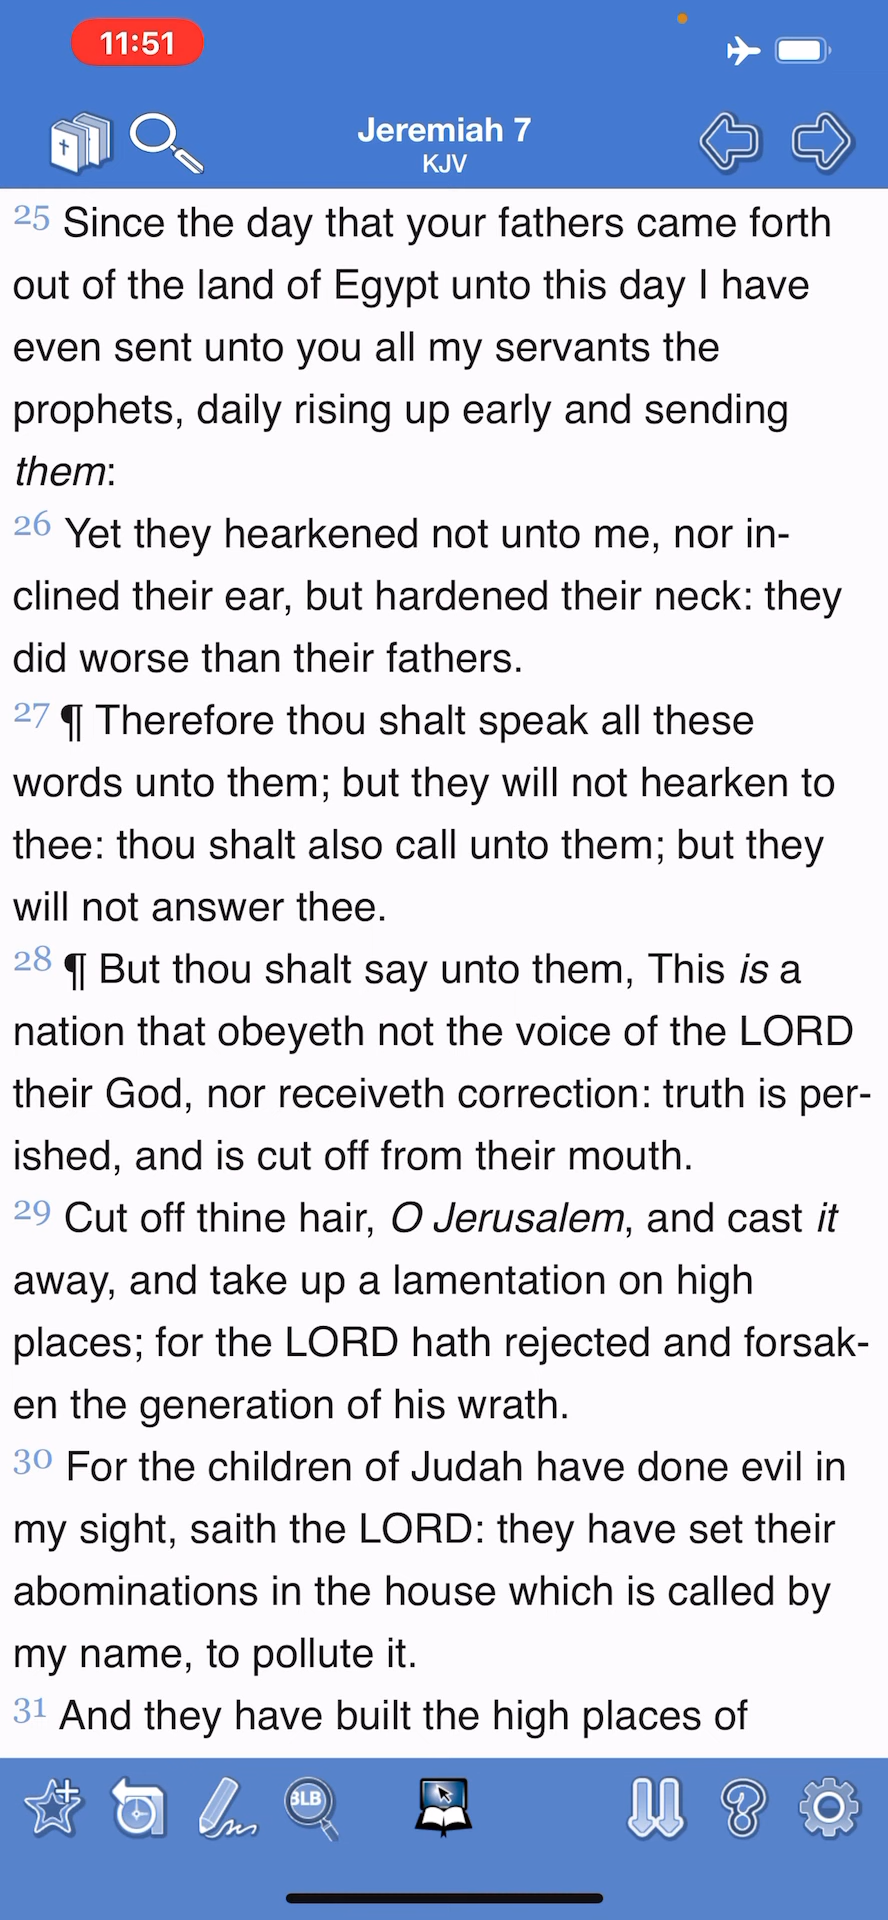 11:51
Jeremiah 7
KJV
25 Since the day that your fathers came forth
out of the land of Egypt unto this day I have
even sent unto you all my servants the
prophets, daily rising up early and sending
them:
26 Yet they hearkened not unto me, nor in-
clined their ear, but hardened their neck: they
did worse than their fathers.
27 ¶ Therefore thou shalt speak all these
words unto them; but they will not hearken to
thee: thou shalt also call unto them; but they
will not answer thee.
28 ¶ But thou shalt say unto them, This is a
nation that obeyeth not the voice of the LORD
their God, nor receiveth correction: truth is per-
ished, and is cut off from their mouth.
29 Cut off thine hair, O Jerusalem, and cast it
away, and take up a lamentation on high
places; for the LORD hath rejected and forsak-
en the generation of his wrath.
30 For the children of Judah have done evil in
my sight, saith the LORD: they have set their
abominations in the house which is called by
my name, to pollute it.
31 And they have built the high places of
BLB